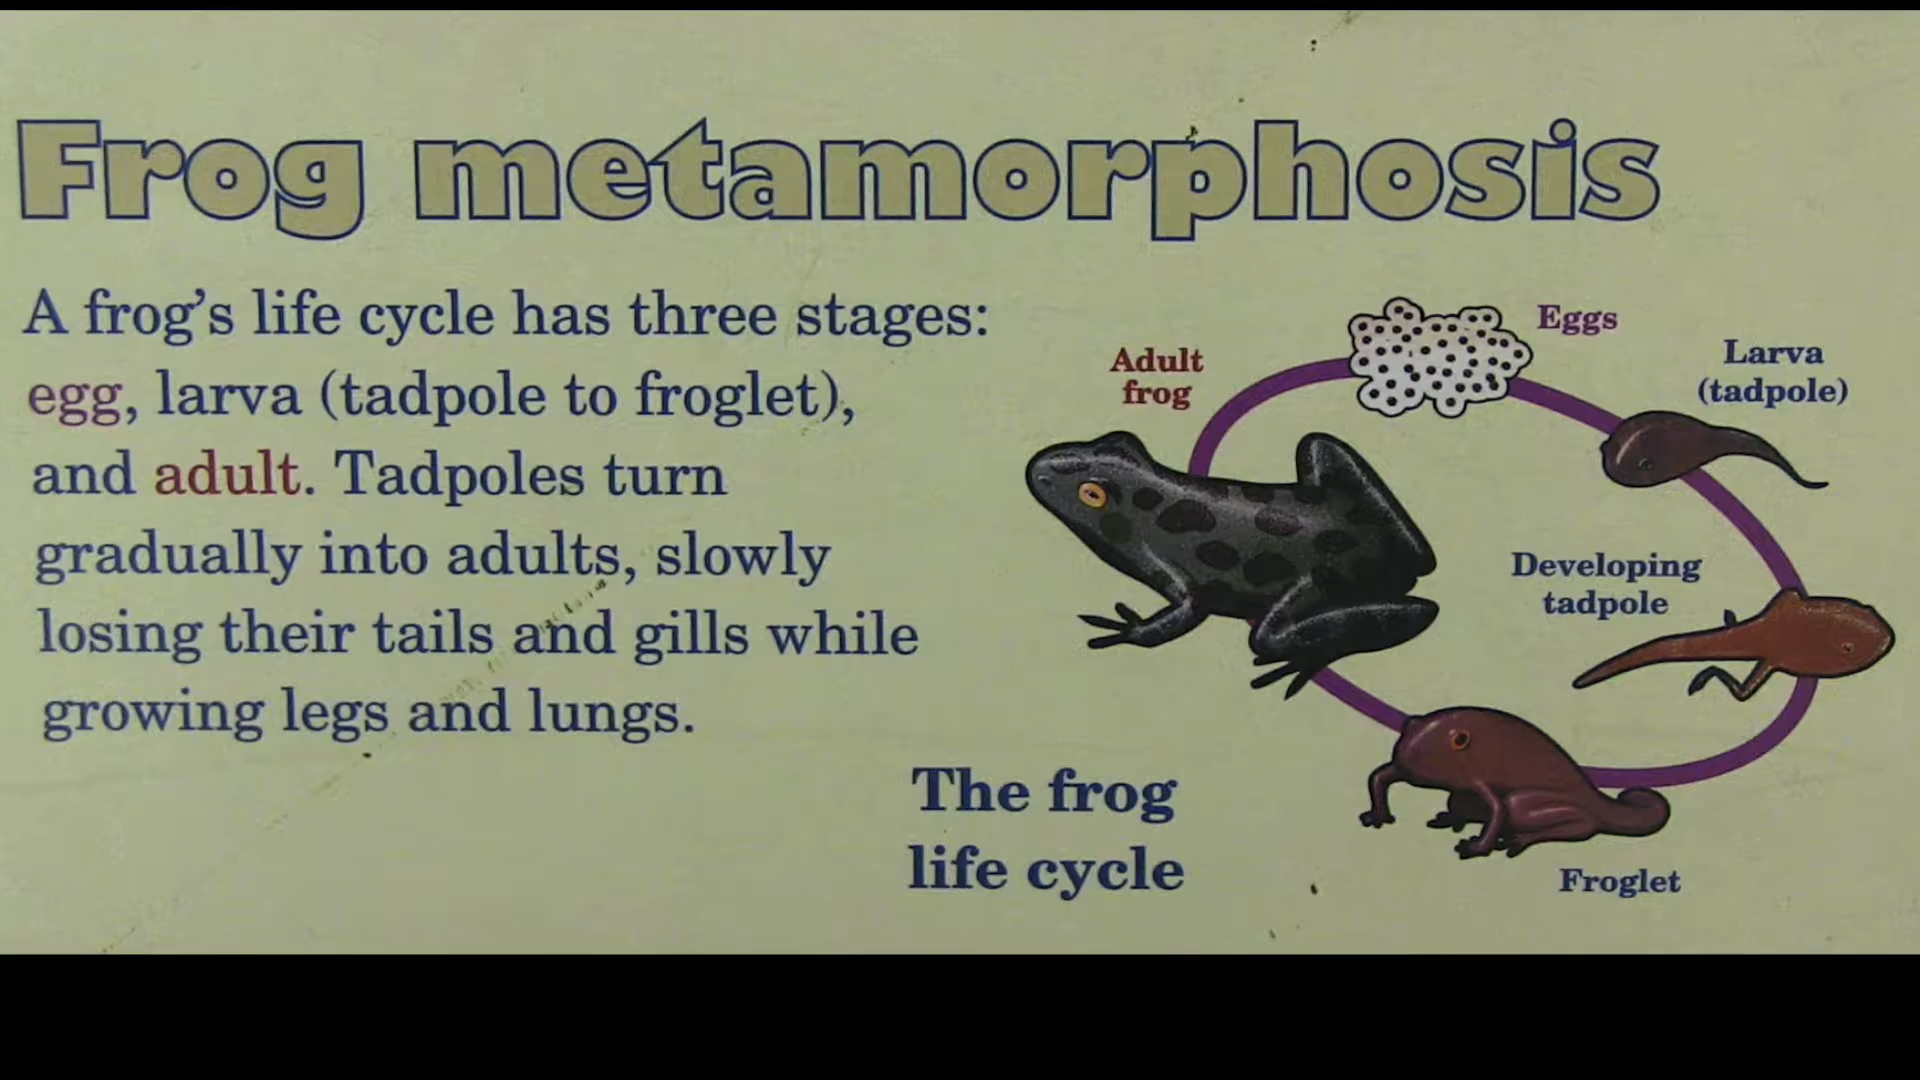 Frog metamorphosis
A frog's life cycle has three stages:
egg, larva (tadpole to froglet),
and adult. Tadpoles turn
gradually into adults, slowly
losing their tails and gills while
growing legs and lungs.
Adult
frog
Eggs
Larva
(tadpole)
Developing
tadpole
Froglet
The frog
life cycle